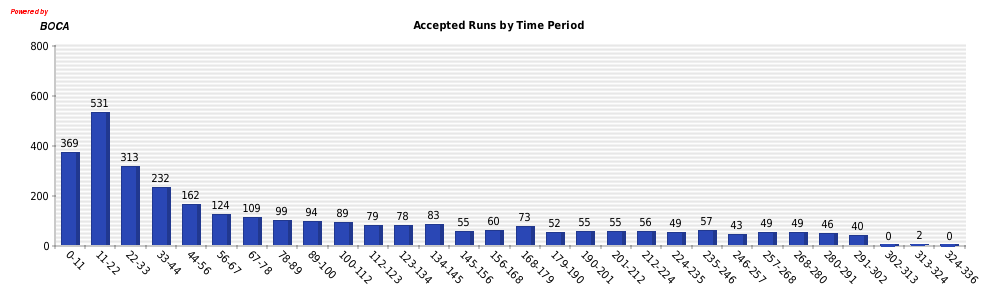 Powered by
BOCA
Accepted Runs by Time Period
800
600
400
200
0
369 531 313 232 162 124 109 99 94 89 79 78 83 55 60 73 52 55 55 56 49 57 43 49 49 46 40 0 2 0
0-11 11-22 22-33 33-44 44-56 56-67 67-78 78-89 89-100 100-112 112-123 123-134 134-145 145-156 156-168 168-179 179-190 190-201 201-212 212-224 224-235 235-246 246-257 257-268 268-280 280-291 291-302 302-313 313-324 324-336